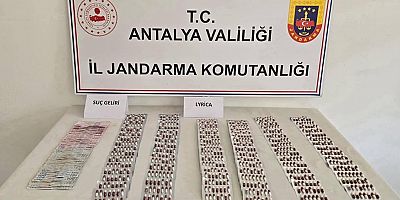 T.C.
ANTALYA VALİLİĞİ
İL JANDARMA KOMUTANLIĞI
SUÇ GELİRİ
LYRICA